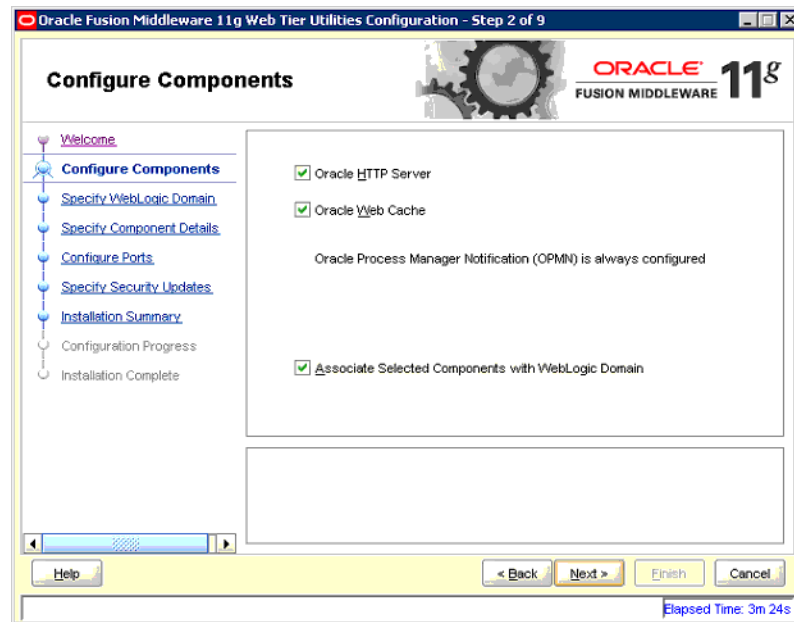 Oracle Fusion Middleware 11g Web Tier Utilities Configuration - Step 2 of 9
Configure Components
ORACLE
FUSION MIDDLEWARE
11g
Welcome
Configure Components
Specify WebLogic Domain
Specify Component Details
Configure Ports
Specify Security Updates
Installation Summary
Configuration Progress
Installation Complete
Oracle HTTP Server
Oracle Web Cache
Oracle Process Manager Notification (OPMN) is always configured
Associate Selected Components with WebLogic Domain
Help
< Back
Next >
Finish
Cancel
Elapsed Time: 3m 24s